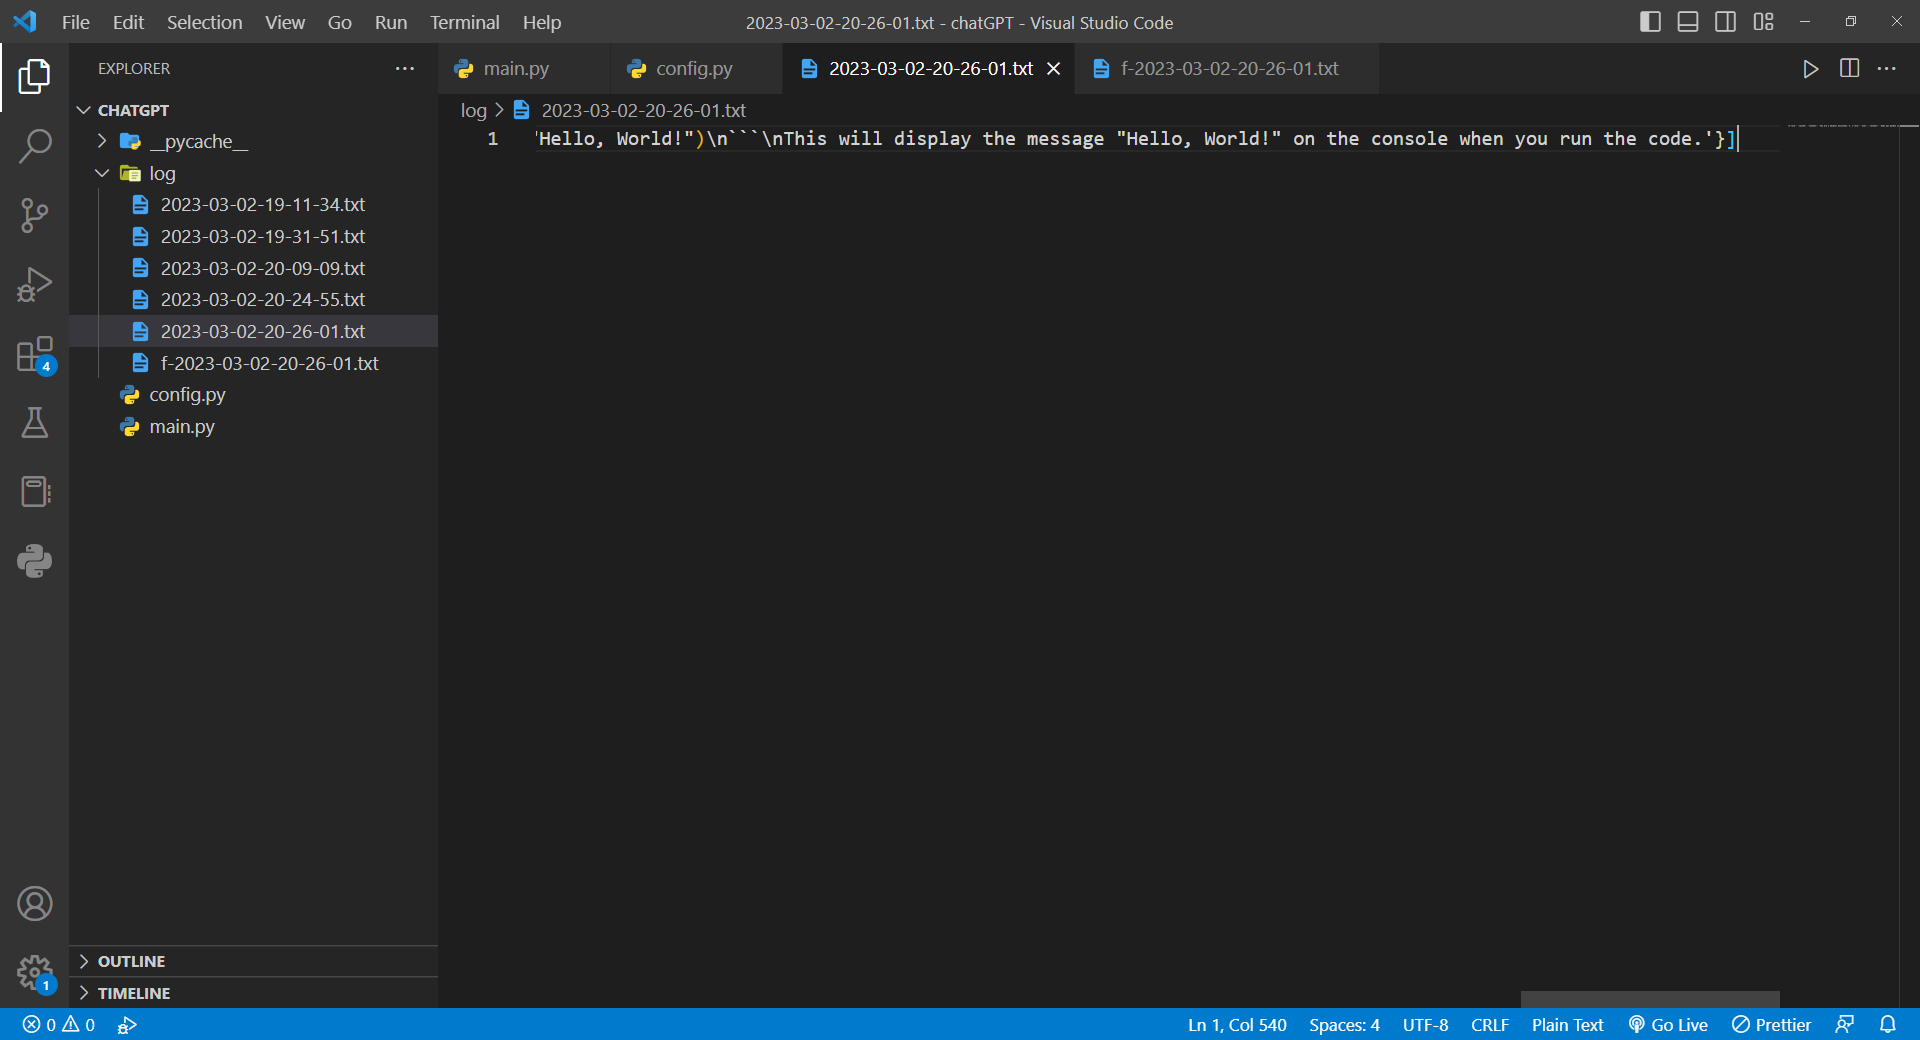 File Edit Selection View Go Run Terminal Help
2023-03-02-20-26-01.txt - chatGPT - Visual Studio Code
EXPLORER
CHATGPT
__pycache__
log
2023-03-02-19-11-34.txt
2023-03-02-19-31-51.txt
2023-03-02-20-09-09.txt
2023-03-02-20-24-55.txt
2023-03-02-20-26-01.txt
f-2023-03-02-20-26-01.txt
config.py
main.py
OUTLINE
TIMELINE
4
1
main.py config.py 2023-03-02-20-26-01.txt f-2023-03-02-20-26-01.txt
log > 2023-03-02-20-26-01.txt
1 "Hello, World!")\n```\nThis will display the message "Hello, World!" on the console when you run the code.'}]
0 0 Ln 1, Col 540 Spaces: 4 UTF-8 CRLF Plain Text Go Live Prettier